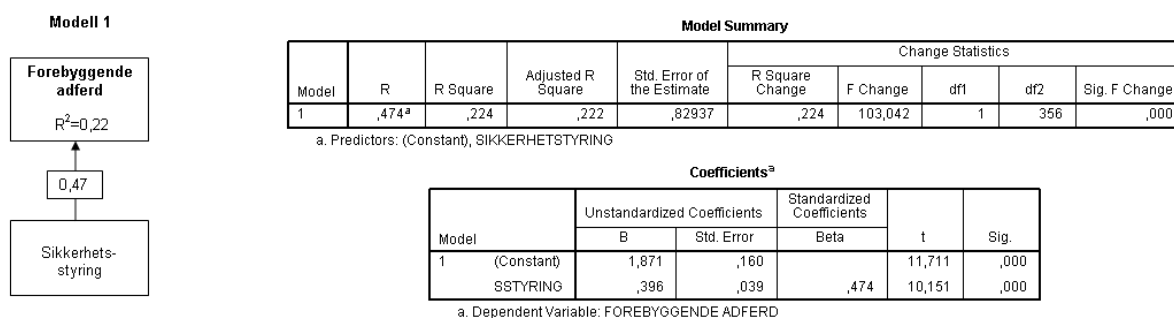 Modell 1
Forebyggende
adferd
R²=0,22
0,47
Sikkerhets-
styring
Model Summary
Change Statistics
Model R R Square Adjusted R Square Std. Error of the Estimate R Square Change F Change df1 df2 Sig. F Change
1 ,474ᵃ ,224 ,222 ,82937 ,224 103,042 1 356 ,000
a. Predictors: (Constant), SIKKERHETSTYRING
Coefficientsᵃ
Unstandardized Coefficients Standardized Coefficients
Model B Std. Error Beta t Sig.
1 (Constant) 1,871 ,160 11,711 ,000
SSTYRING ,396 ,039 ,474 10,151 ,000
a. Dependent Variable: FOREBYGGENDE ADFERD